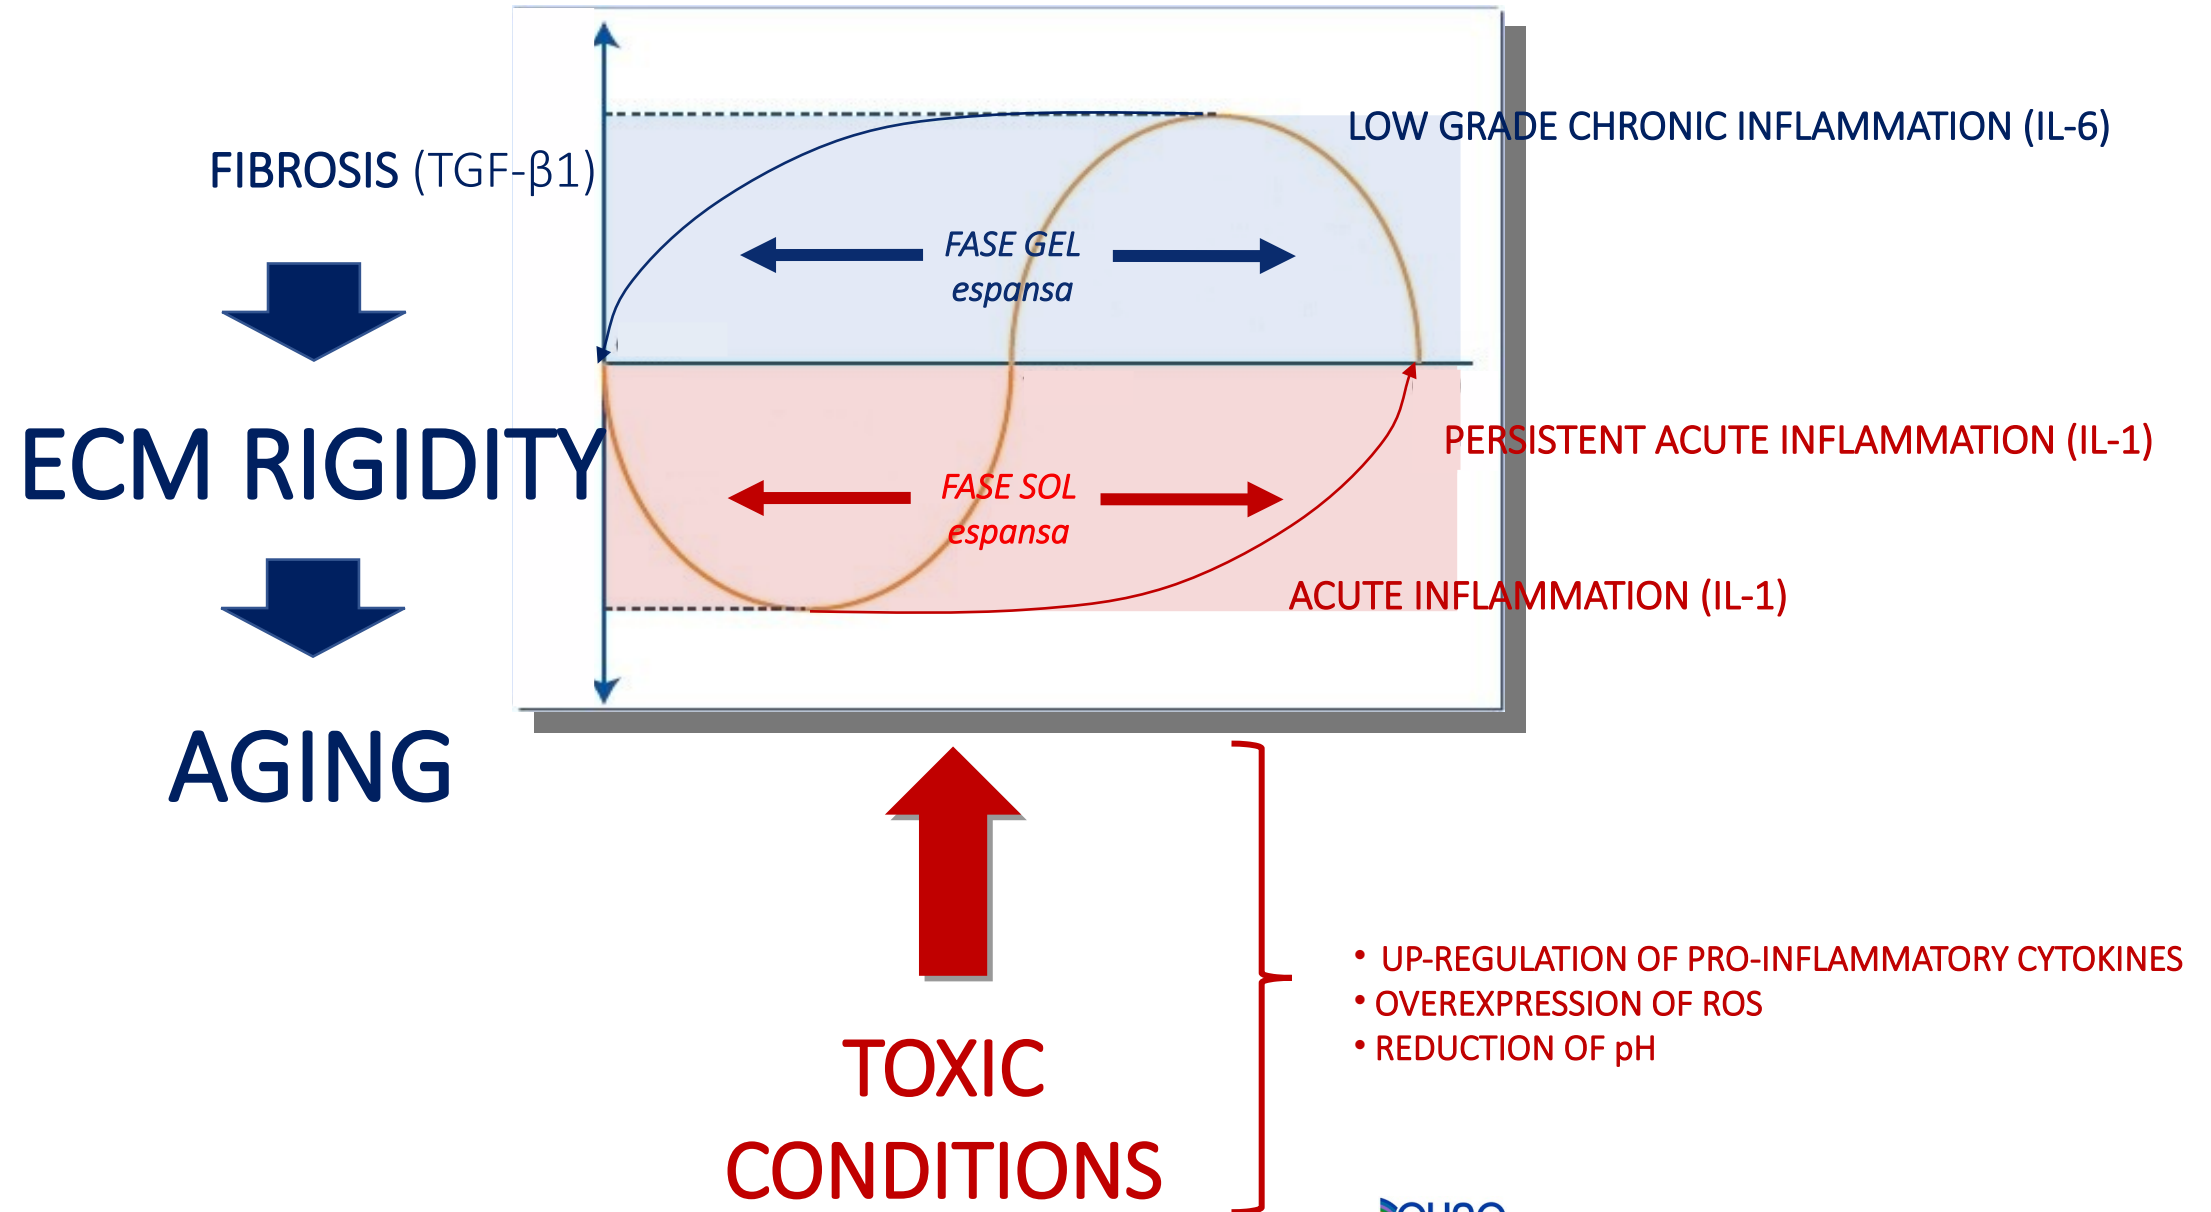 LOW GRADE CHRONIC INFLAMMATION (IL-6)
FIBROSIS (TGF-β1)
FASE GEL
espansa
ECM RIGIDITY
PERSISTENT ACUTE INFLAMMATION (IL-1)
FASE SOL
espansa
ACUTE INFLAMMATION (IL-1)
AGING
• UP-REGULATION OF PRO-INFLAMMATORY CYTOKINES
• OVEREXPRESSION OF ROS
• REDUCTION OF pH
TOXIC
CONDITIONS